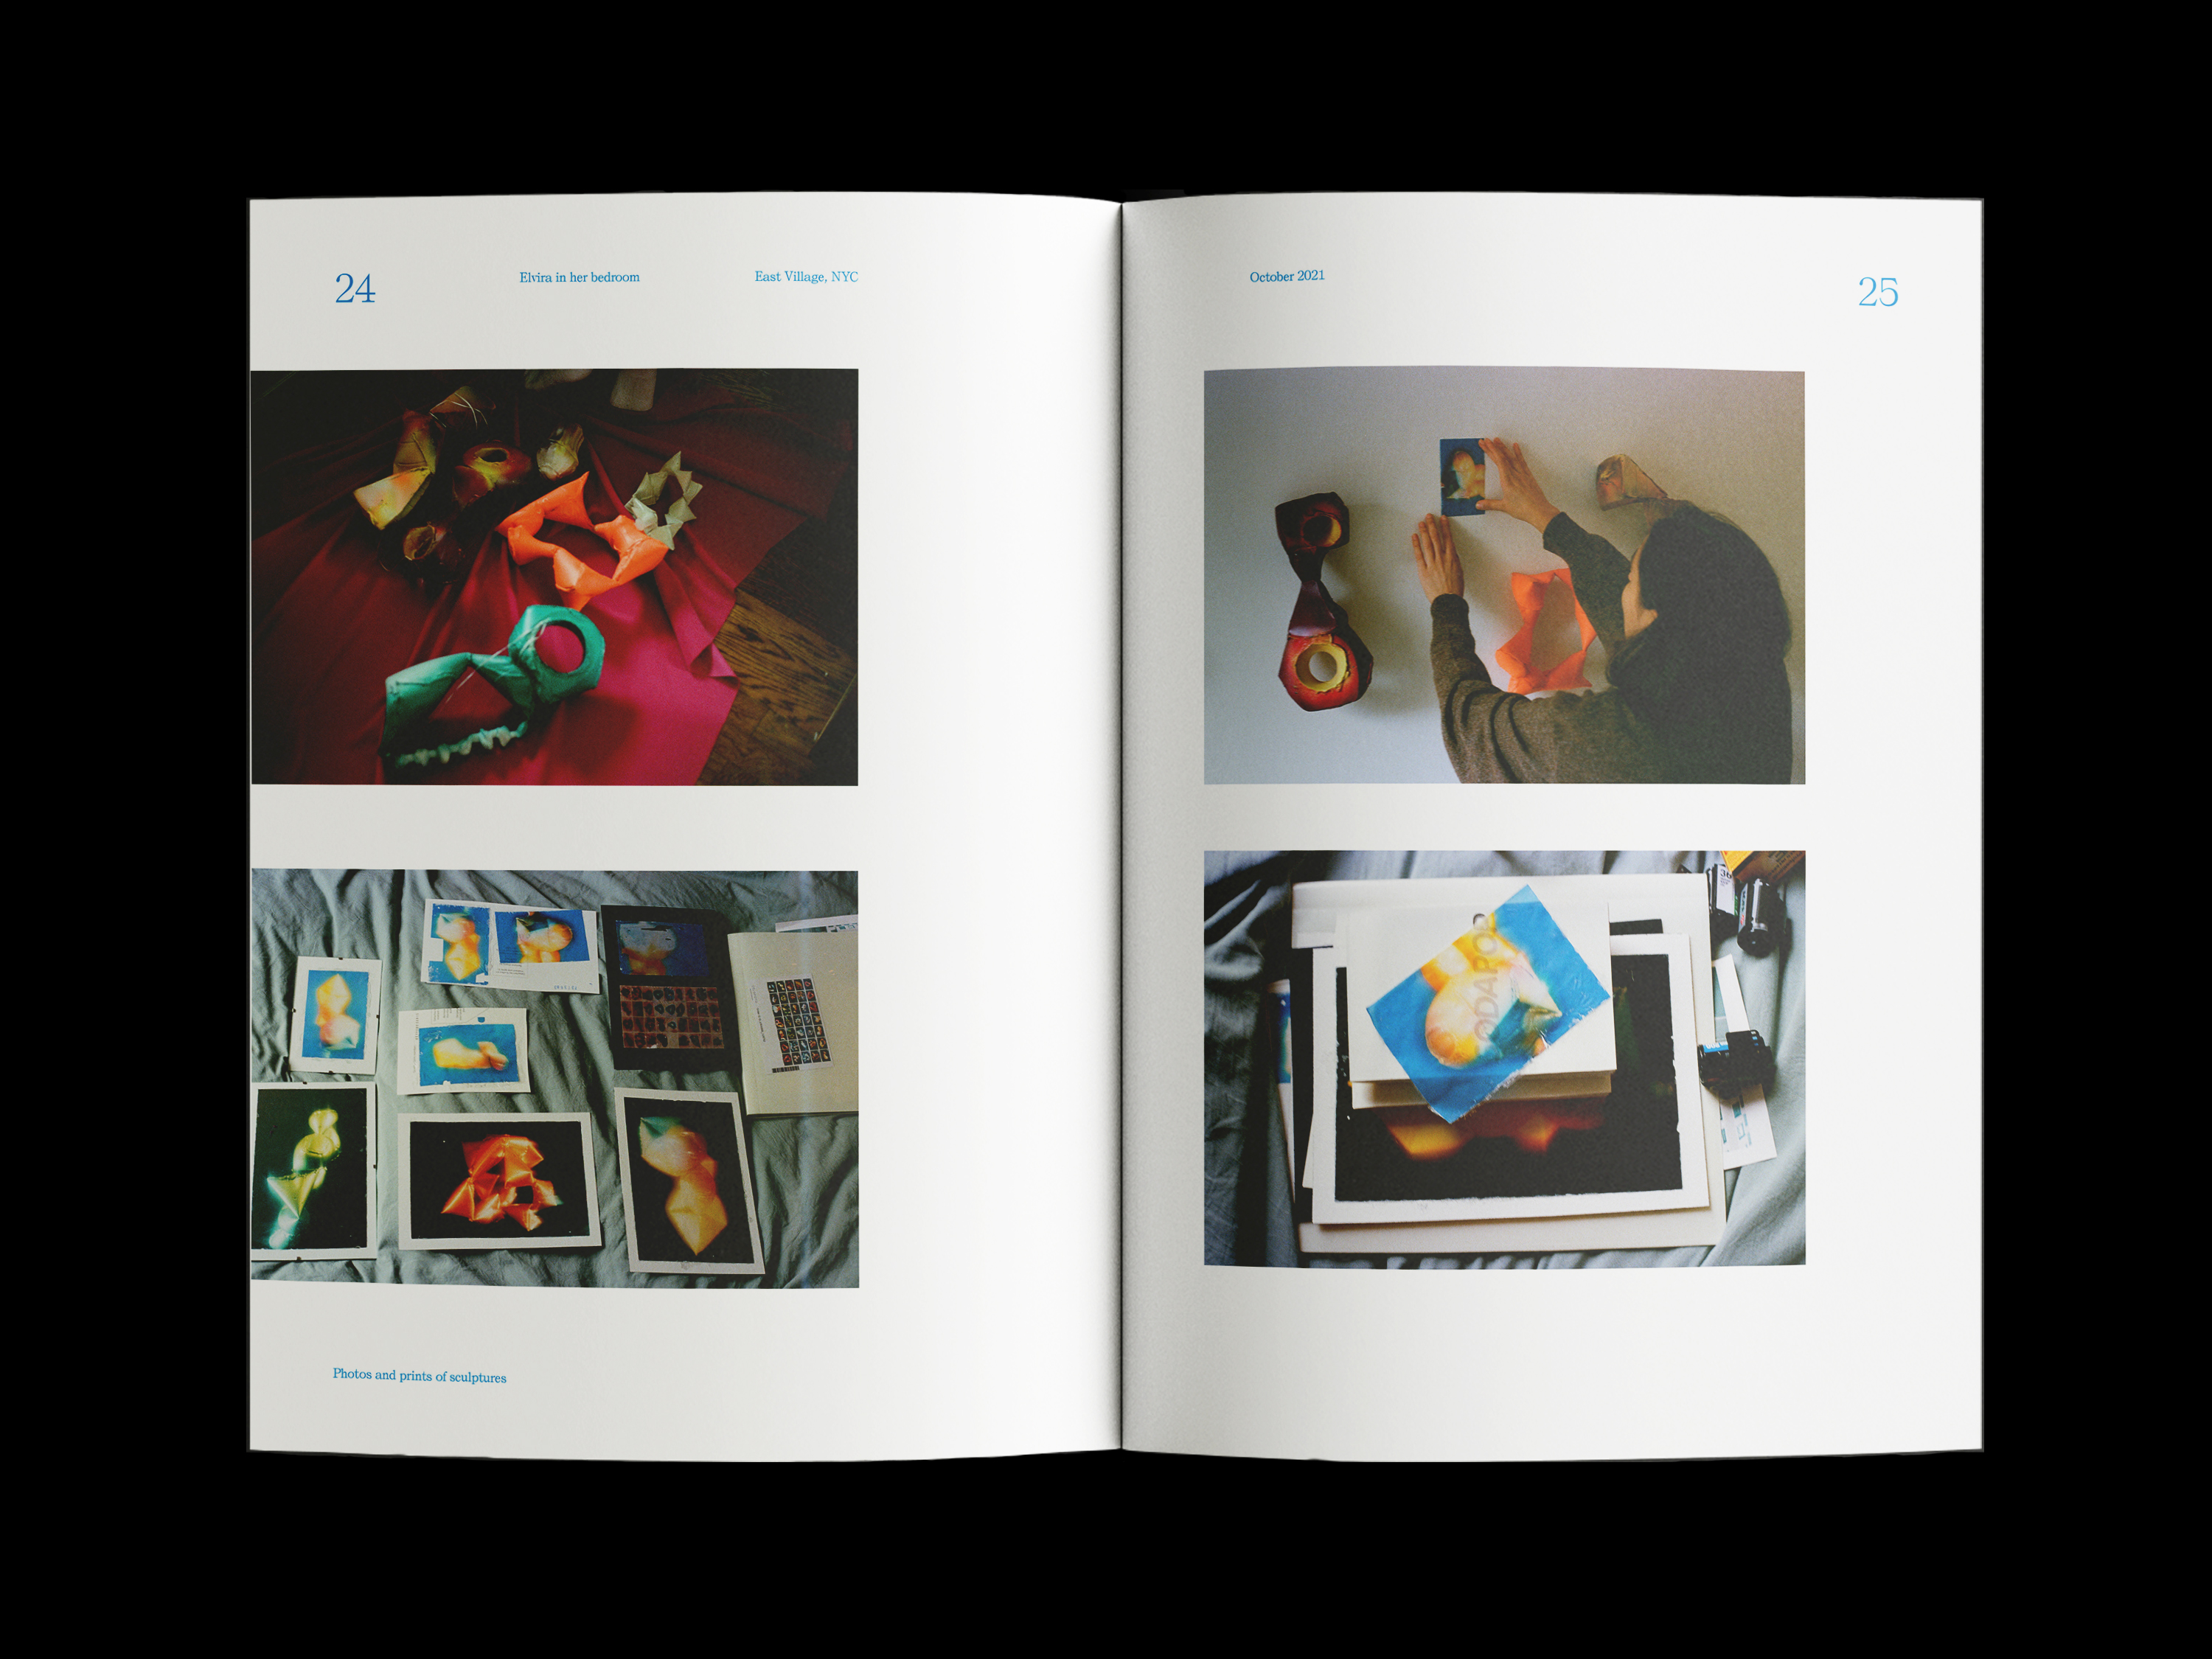 24
Elvira in her bedroom
East Village, NYC
October 2021
25
Photos and prints of sculptures